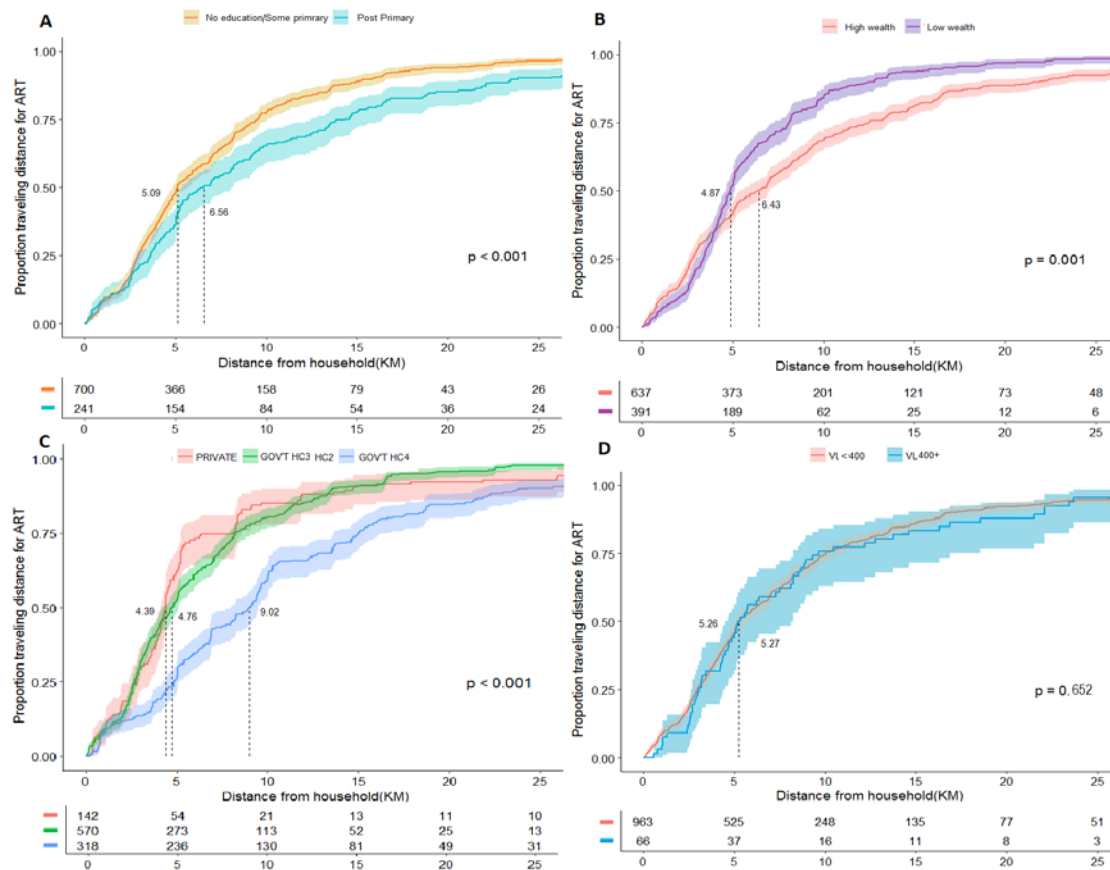 A
No education/Some primrary Post Primary
Proportion traveling distance for ART
1.00
0.75
0.50
0.25
0.00
5.09
6.56
p < 0.001
0 5 10 15 20 25
Distance from household(KM)
700 366 158 79 43 26
241 154 84 54 36 24
B
High wealth Low wealth
Proportion traveling distance for ART
1.00
0.75
0.50
0.25
0.00
4.87
6.43
p = 0.001
0 5 10 15 20 25
Distance from household(KM)
637 373 201 121 73 48
391 189 62 25 12 6
0 5 10 15 20 25
C
PRIVATE GOV'T HC3 HC2 GOV'T HC4
Proportion traveling distance for ART
1.00
0.75
0.50
0.25
0.00
4.39
4.76
9.02
p < 0.001
0 5 10 15 20 25
Distance from household(KM)
142 54 21 13 11 10
570 273 113 52 25 13
318 236 130 81 49 31
0 5 10 15 20 25
D
VL <400 VL400+
Proportion traveling distance for ART
1.00
0.75
0.50
0.25
0.00
5.26
5.27
p = 0.652
0 5 10 15 20 25
Distance from household(KM)
963 525 248 135 77 51
66 37 16 11 8 3
0 5 10 15 20 25